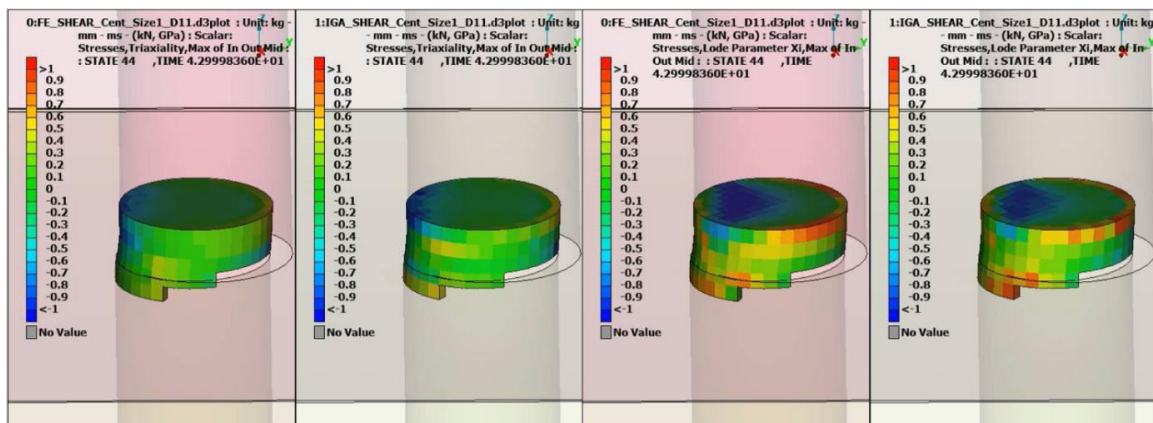 0:FE_SHEAR_Cent_Size1_D11.d3plot : Unit: kg -
mm - ms - (kN, GPa) : Scalar:
Stresses,Triaxiality,Max of In Out Mid :
: STATE 44 ,TIME 4.29998360E+01
Z
Y
X
>1
0.9
0.8
0.7
0.6
0.5
0.4
0.3
0.2
0.1
0
-0.1
-0.2
-0.3
-0.4
-0.5
-0.6
-0.7
-0.8
-0.9
<-1
No Value
1:IGA_SHEAR_Cent_Size1_D11.d3plot : Unit: kg
- mm - ms - (kN, GPa) : Scalar:
Stresses,Triaxiality,Max of In Out Mid :
: STATE 44 ,TIME 4.29998360E+01
Z
Y
X
>1
0.9
0.8
0.7
0.6
0.5
0.4
0.3
0.2
0.1
0
-0.1
-0.2
-0.3
-0.4
-0.5
-0.6
-0.7
-0.8
-0.9
<-1
No Value
0:FE_SHEAR_Cent_Size1_D11.d3plot : Unit: kg -
mm - ms - (kN, GPa) : Scalar:
Stresses,Lode Parameter Xi,Max of In
Out Mid : : STATE 44 ,TIME
4.29998360E+01
Z
Y
X
>1
0.9
0.8
0.7
0.6
0.5
0.4
0.3
0.2
0.1
0
-0.1
-0.2
-0.3
-0.4
-0.5
-0.6
-0.7
-0.8
-0.9
<-1
No Value
1:IGA_SHEAR_Cent_Size1_D11.d3plot : Unit: kg
- mm - ms - (kN, GPa) : Scalar:
Stresses,Lode Parameter Xi,Max of In
Out Mid : : STATE 44 ,TIME
4.29998360E+01
Z
Y
X
>1
0.9
0.8
0.7
0.6
0.5
0.4
0.3
0.2
0.1
0
-0.1
-0.2
-0.3
-0.4
-0.5
-0.6
-0.7
-0.8
-0.9
<-1
No Value